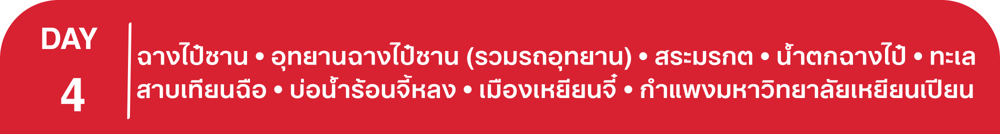 DAY
4
ฉางไป๋ซาน • อุทยานฉางไป๋ซาน (รวมรถอุทยาน) • สระมรกต • น้ำตกฉางไป๋ • ทะเล
สาบเทียนฉือ • บ่อน้ำร้อนจี้หลง • เมืองเหยียนจี๋ • กำแพงมหาวิทยาลัยเหยียนเปียน